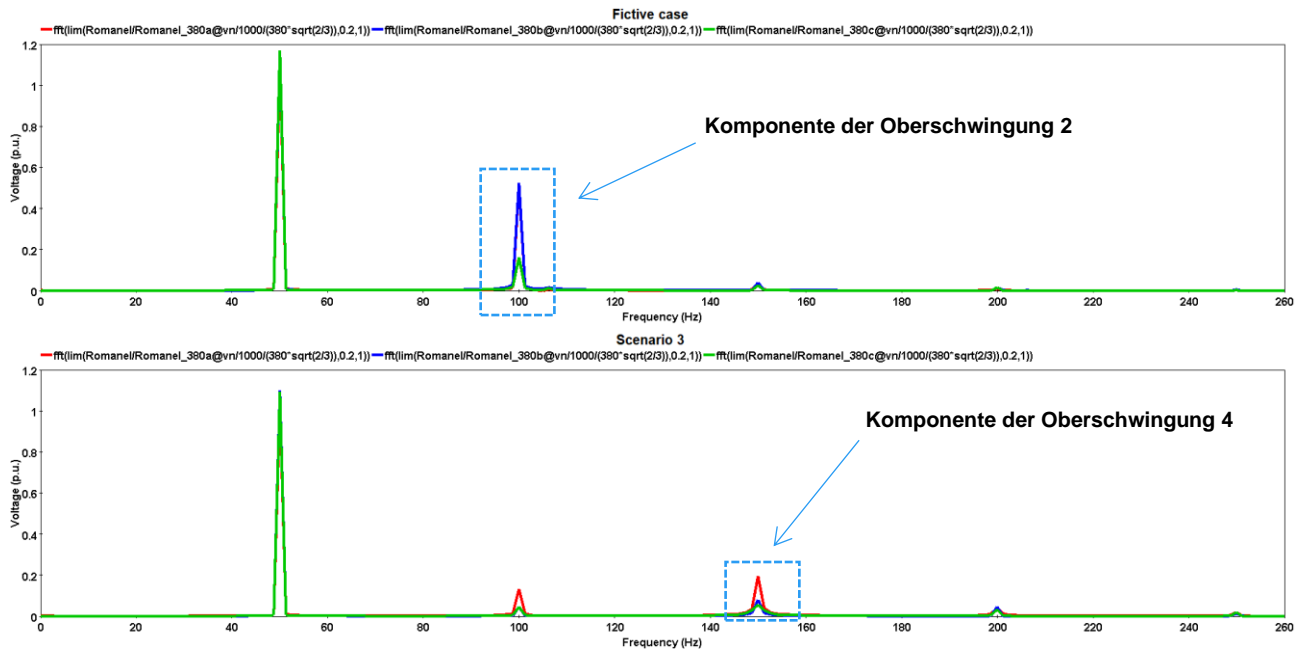 Fictive case
fft(lim(Romanel/Romanel_380a@vn/1000/(380*sqrt(2/3)),0.2,1)) fft(lim(Romanel/Romanel_380b@vn/1000/(380*sqrt(2/3)),0.2,1)) fft(lim(Romanel/Romanel_380c@vn/1000/(380*sqrt(2/3)),0.2,1))
1.2
1
0.8
0.6
0.4
0.2
0
Voltage (p.u.)
Komponente der Oberschwingung 2
0 20 40 60 80 100 120 140 160 180 200 220 240 260
Frequency (Hz)
Scenario 3
fft(lim(Romanel/Romanel_380a@vn/1000/(380*sqrt(2/3)),0.2,1)) fft(lim(Romanel/Romanel_380b@vn/1000/(380*sqrt(2/3)),0.2,1)) fft(lim(Romanel/Romanel_380c@vn/1000/(380*sqrt(2/3)),0.2,1))
1.2
1
0.8
0.6
0.4
0.2
0
Voltage (p.u.)
Komponente der Oberschwingung 4
0 20 40 60 80 100 120 140 160 180 200 220 240 260
Frequency (Hz)